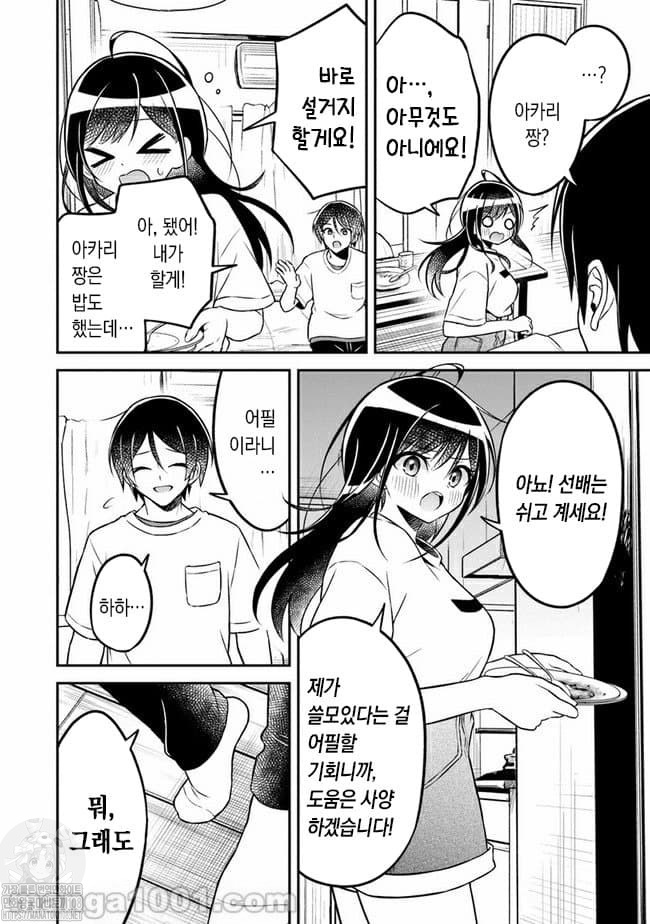 …?
아카리
짱?
아…,
아무것도
아니에요!
바로
설거지
할게요!
아, 됐어!
내가
할게!
아카리
짱은
밥도
했는데…
아뇨! 선배는
쉬고 계세요!
제가
쓸모있다는 걸
어필할
기회니까,
도움은 사양
하겠습니다!
어필
이라니
…
하하…
뭐,
그래도